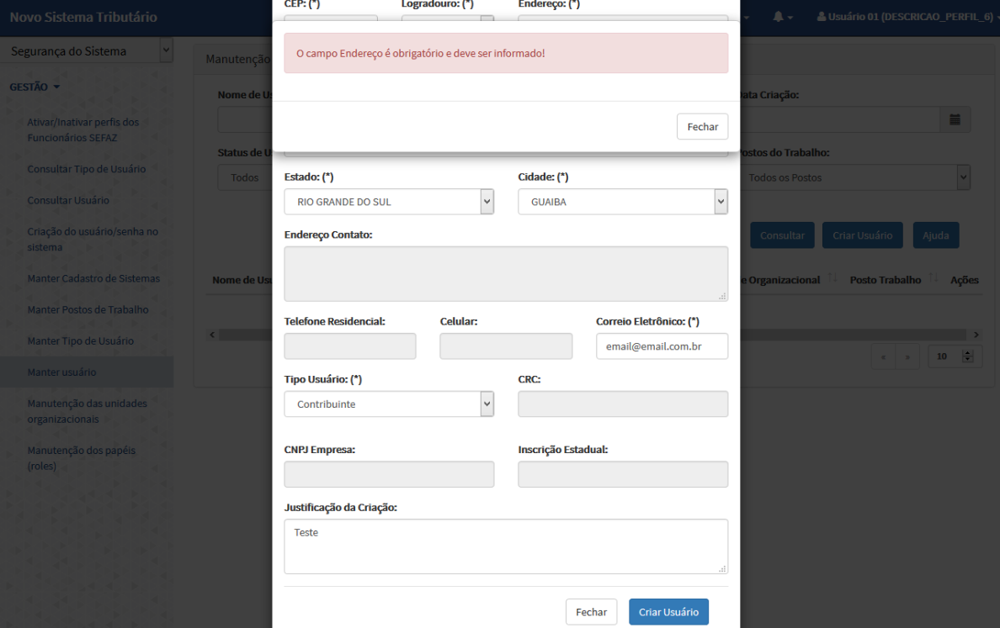 CEP: (*) Logradouro: (*) Endereço: (*)
Novo Sistema Tributário
Usuário 01 (DESCRICAO_PERFIL_6)
Segurança do Sistema
GESTÃO
Ativar/Inativar perfis dos
Funcionários SEFAZ
Consultar Tipo de Usuário
Consultar Usuário
Criação do usuário/senha no
sistema
Manter Cadastro de Sistemas
Manter Postos de Trabalho
Manter Tipo de Usuário
Manter usuário
Manutenção das unidades
organizacionais
Manutenção dos papéis
(roles)
Manutenção
Nome de Us
ata Criação:
Status de U
ostos do Trabalho:
Todos
Todos os Postos
Consultar Criar Usuário Ajuda
Nome de Usu
e Organizacional Posto Trabalho Ações
« » 10
O campo Endereço é obrigatório e deve ser informado!
Fechar
Estado: (*) Cidade: (*)
RIO GRANDE DO SUL GUAIBA
Endereço Contato:
Telefone Residencial: Celular: Correio Eletrônico: (*)
email@email.com.br
Tipo Usuário: (*) CRC:
Contribuinte
CNPJ Empresa: Inscrição Estadual:
Justificação da Criação:
Teste
Fechar Criar Usuário